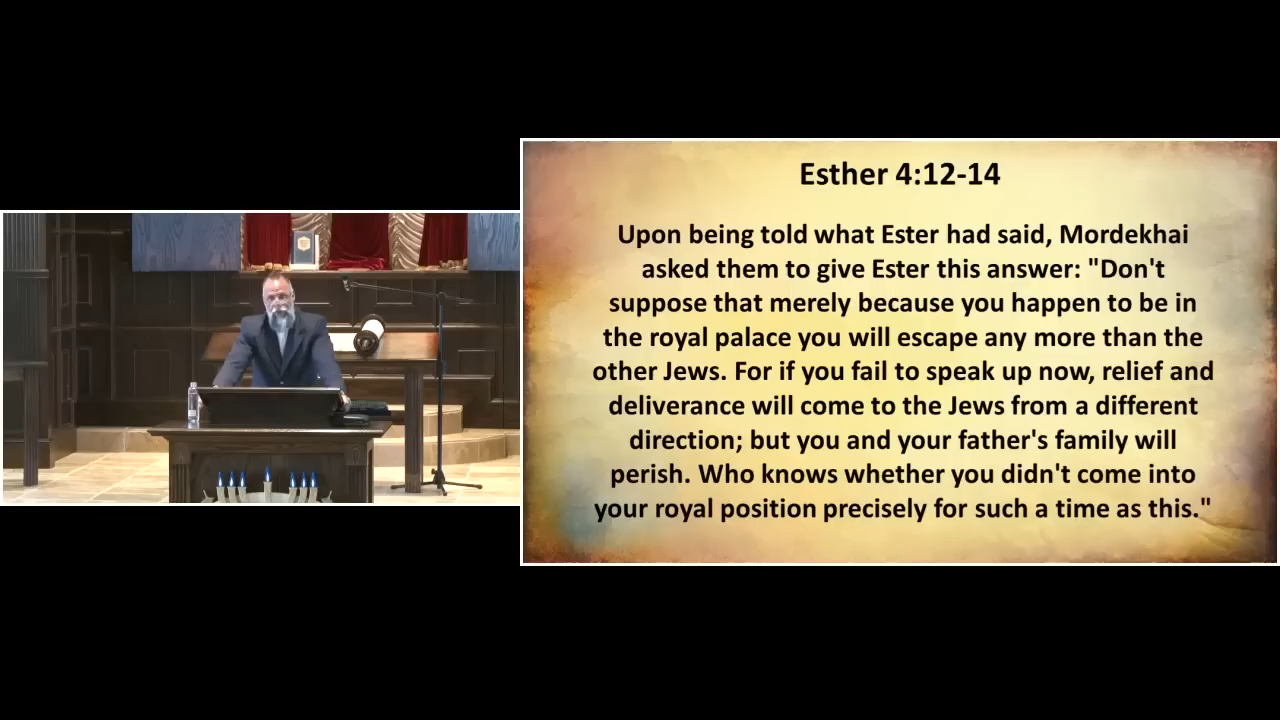 Esther 4:12-14
Upon being told what Ester had said, Mordekhai
asked them to give Ester this answer: "Don't
suppose that merely because you happen to be in
the royal palace you will escape any more than the
other Jews. For if you fail to speak up now, relief and
deliverance will come to the Jews from a different
direction; but you and your father's family will
perish. Who knows whether you didn't come into
your royal position precisely for such a time as this."